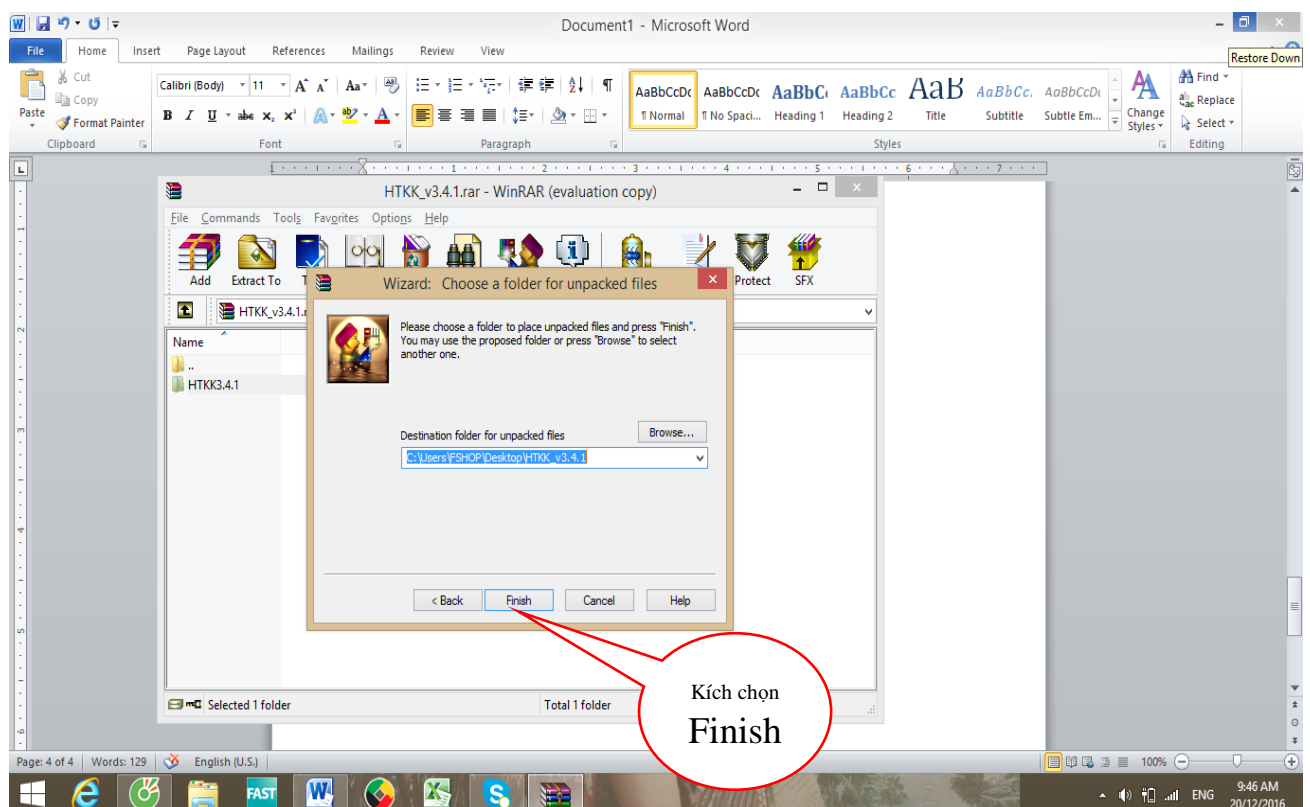 Document1 - Microsoft Word
File Home Insert Page Layout References Mailings Review View
Restore Down
Cut
Copy
Format Painter
Paste
Calibri (Body) 11
Find
Replace
Select
Change Styles
AaBbCcDc AaBbCcDc AaBbC AaBbCc AaB AaBbCc. AaBbCcDc
¶ Normal ¶ No Spaci... Heading 1 Heading 2 Title Subtitle Subtle Em...
Clipboard Font Paragraph Styles Editing
HTKK_v3.4.1.rar - WinRAR (evaluation copy)
File Commands Tools Favorites Options Help
Add Extract To Protect SFX
Wizard: Choose a folder for unpacked files
HTKK_v3.4.1.
Name
..
HTKK3.4.1
Please choose a folder to place unpacked files and press "Finish".
You may use the proposed folder or press "Browse" to select
another one.
Destination folder for unpacked files
Browse...
C:\Users\FSHOP\Desktop\HTKK_v3.4.1
< Back Finish Cancel Help
Kích chọn
Finish
Selected 1 folder Total 1 folder
Page: 4 of 4 Words: 129 English (U.S.) 100%
FAST
ENG
9:46 AM
20/12/2016